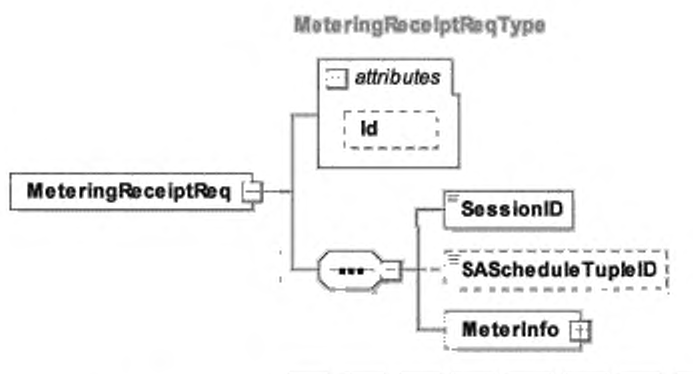 MeteringReceiptReqType
attributes
Id
MeteringReceiptReq
SessionID
SAScheduleTupleID
MeterInfo